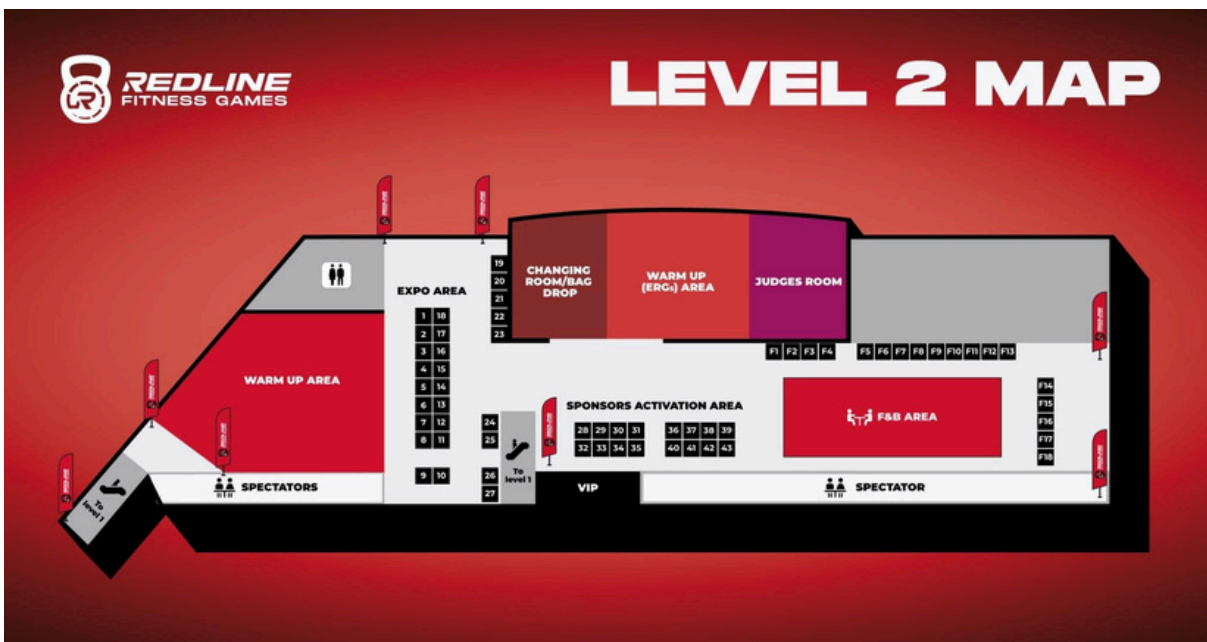 REDLINE
FITNESS GAMES
LEVEL 2 MAP
EXPO AREA
1 18
2 17
3 16
4 15
5 14
6 13
7 12
8 11
9 10
19
20
21
22
23
24
25
26
27
CHANGING
ROOM/BAG
DROP
WARM UP
(ERGs) AREA
JUDGES ROOM
WARM UP AREA
F1 F2 F3 F4 F5 F6 F7 F8 F9 F10 F11 F12 F13
F14
F15
F16
F17
F18
SPONSORS ACTIVATION AREA
28 29 30 31 36 37 38 39
32 33 34 35 40 41 42 43
F&B AREA
To
level 1
SPECTATORS
To
level 1
VIP
SPECTATOR